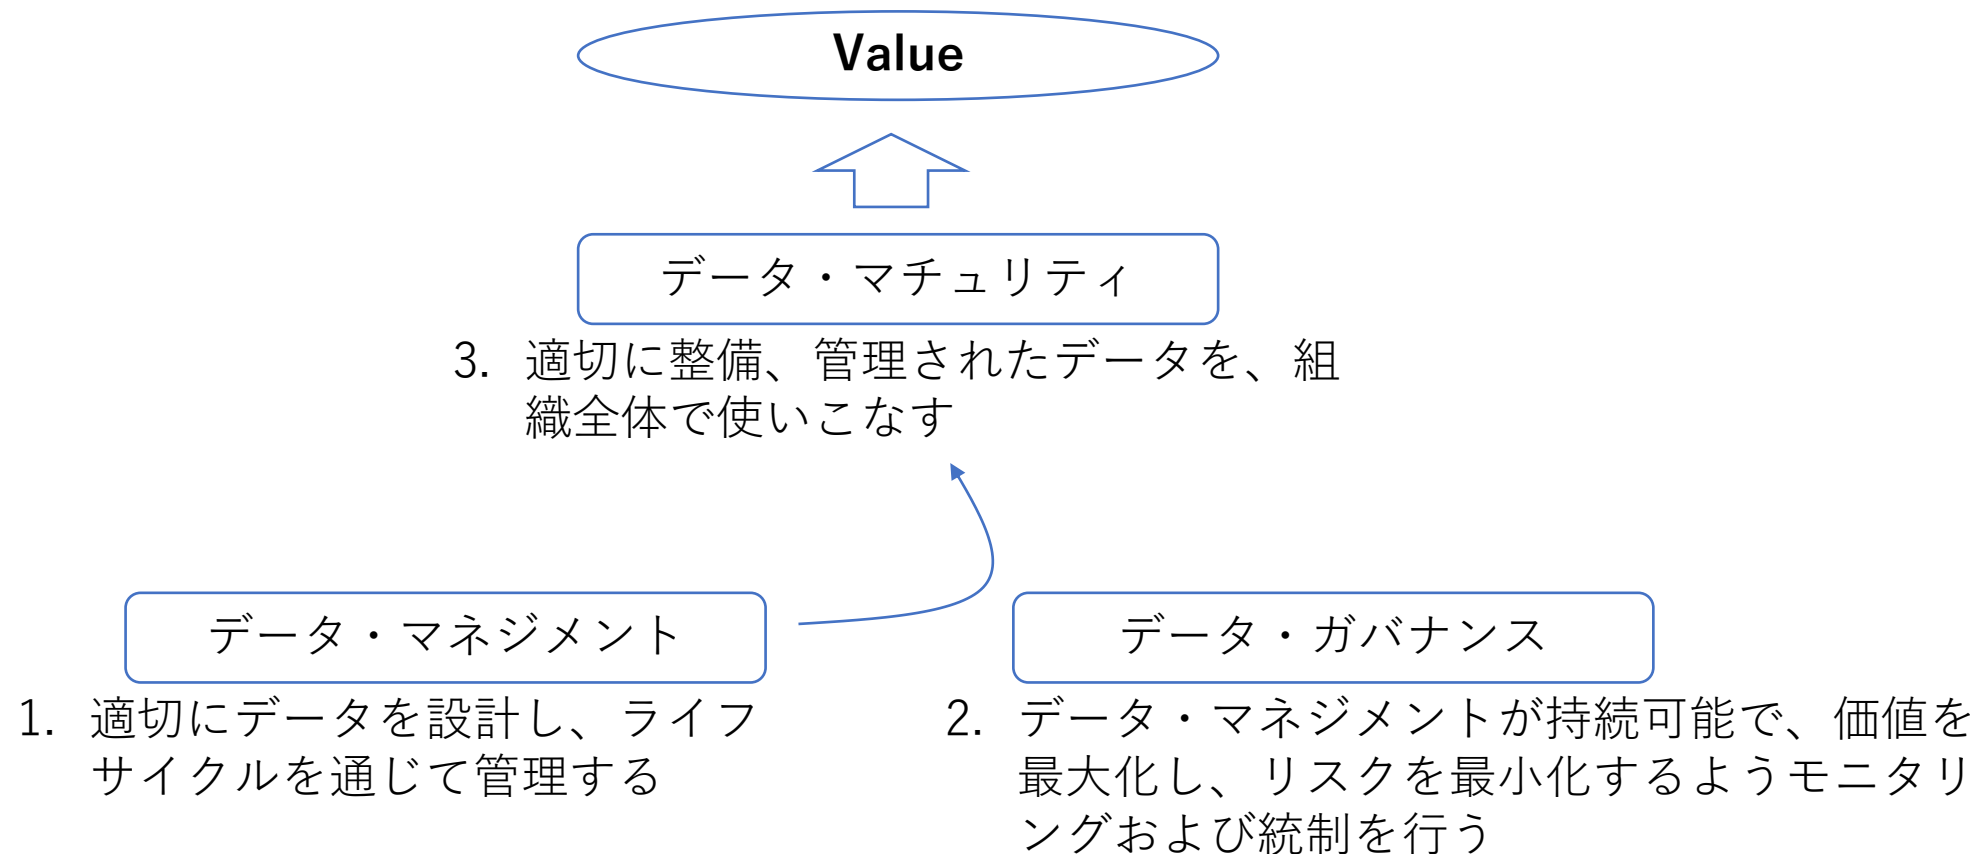 Value
データ・マチュリティ
3. 適切に整備、管理されたデータを、組
織全体で使いこなす
データ・マネジメント
1. 適切にデータを設計し、ライフ
サイクルを通じて管理する
データ・ガバナンス
2. データ・マネジメントが持続可能で、価値を
最大化し、リスクを最小化するようモニタリ
ングおよび統制を行う